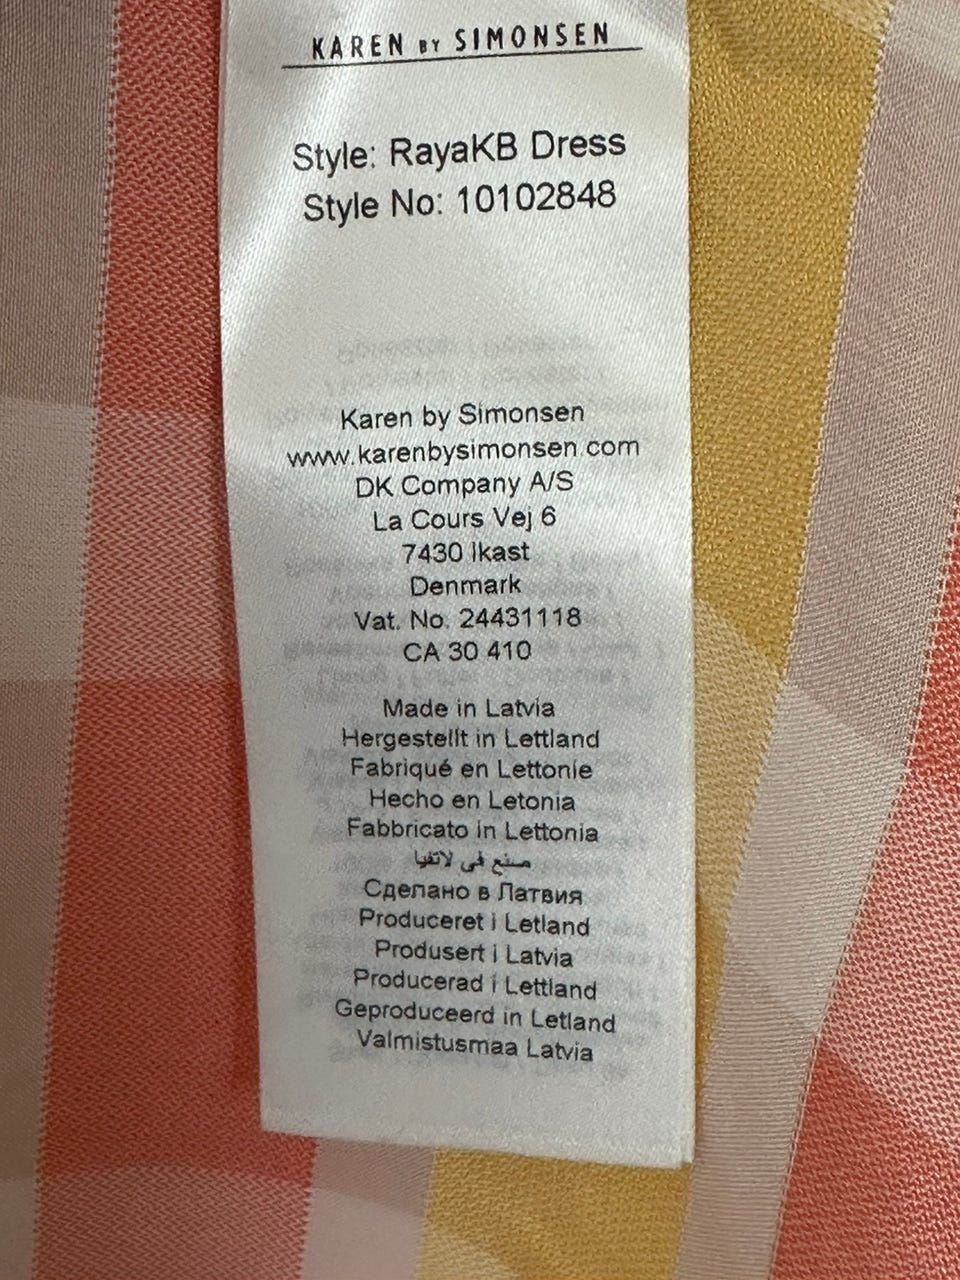 KAREN BY SIMONSEN
Style: RayaKB Dress
Style No: 10102848
Karen by Simonsen
www.karenbysimonsen.com
DK Company A/S
La Cours Vej 6
7430 Ikast
Denmark
Vat. No. 24431118
CA 30 410
Made in Latvia
Hergestellt in Lettland
Fabriqué en Lettonie
Hecho en Letonia
Fabbricato in Lettonia
صنع في لاتفيا
Сделано в Латвия
Produceret i Letland
Produsert i Latvia
Producerad i Lettland
Geproduceerd in Letland
Valmistusmaa Latvia